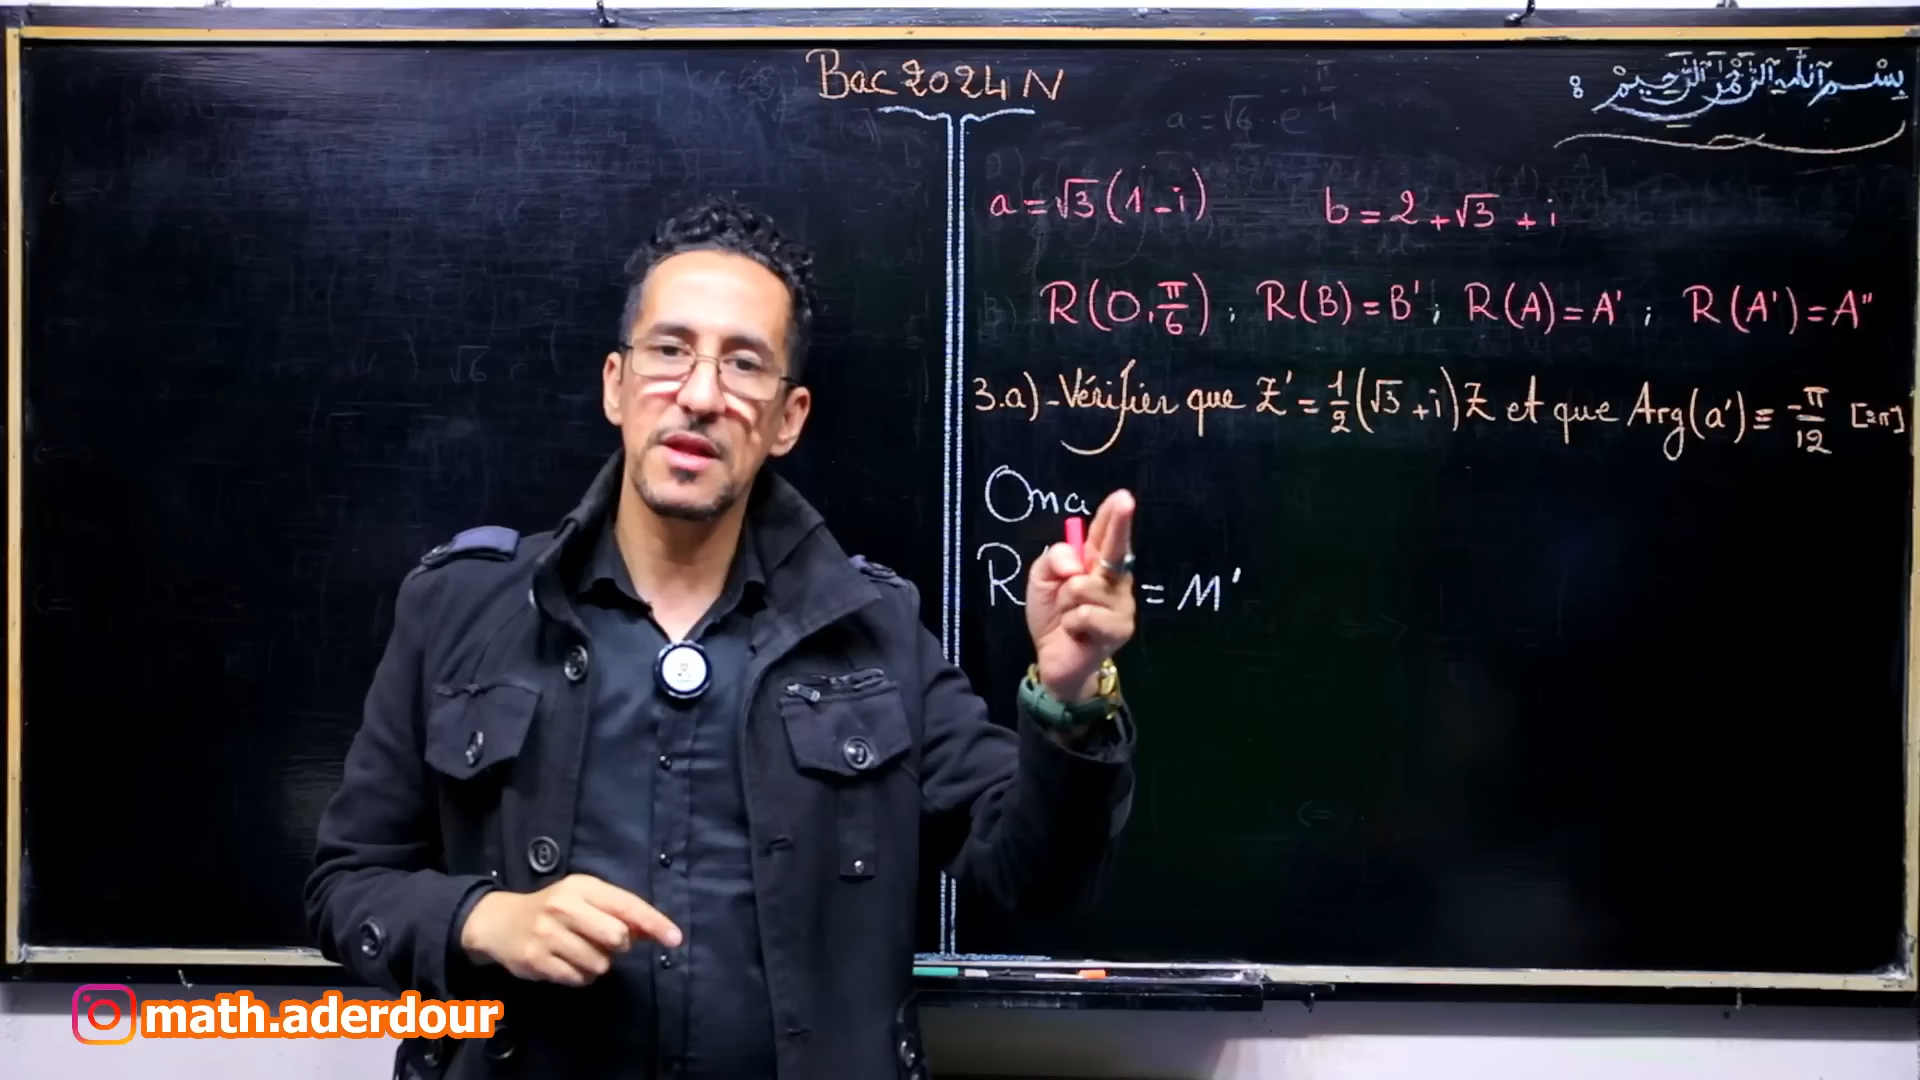 Bac 2024 N
بسم الله الرحمن الرحيم :
a = √3(1-i)    b = 2+√3+i
R(O,π/6) ; R(B)=B' ; R(A)=A' ; R(A')=A"
3.a)-Vérifier que Z' = 1/2(√3+i)Z et que Arg(a') ≡ -π/12 [2π]
On a
R = M'
math.aderdour